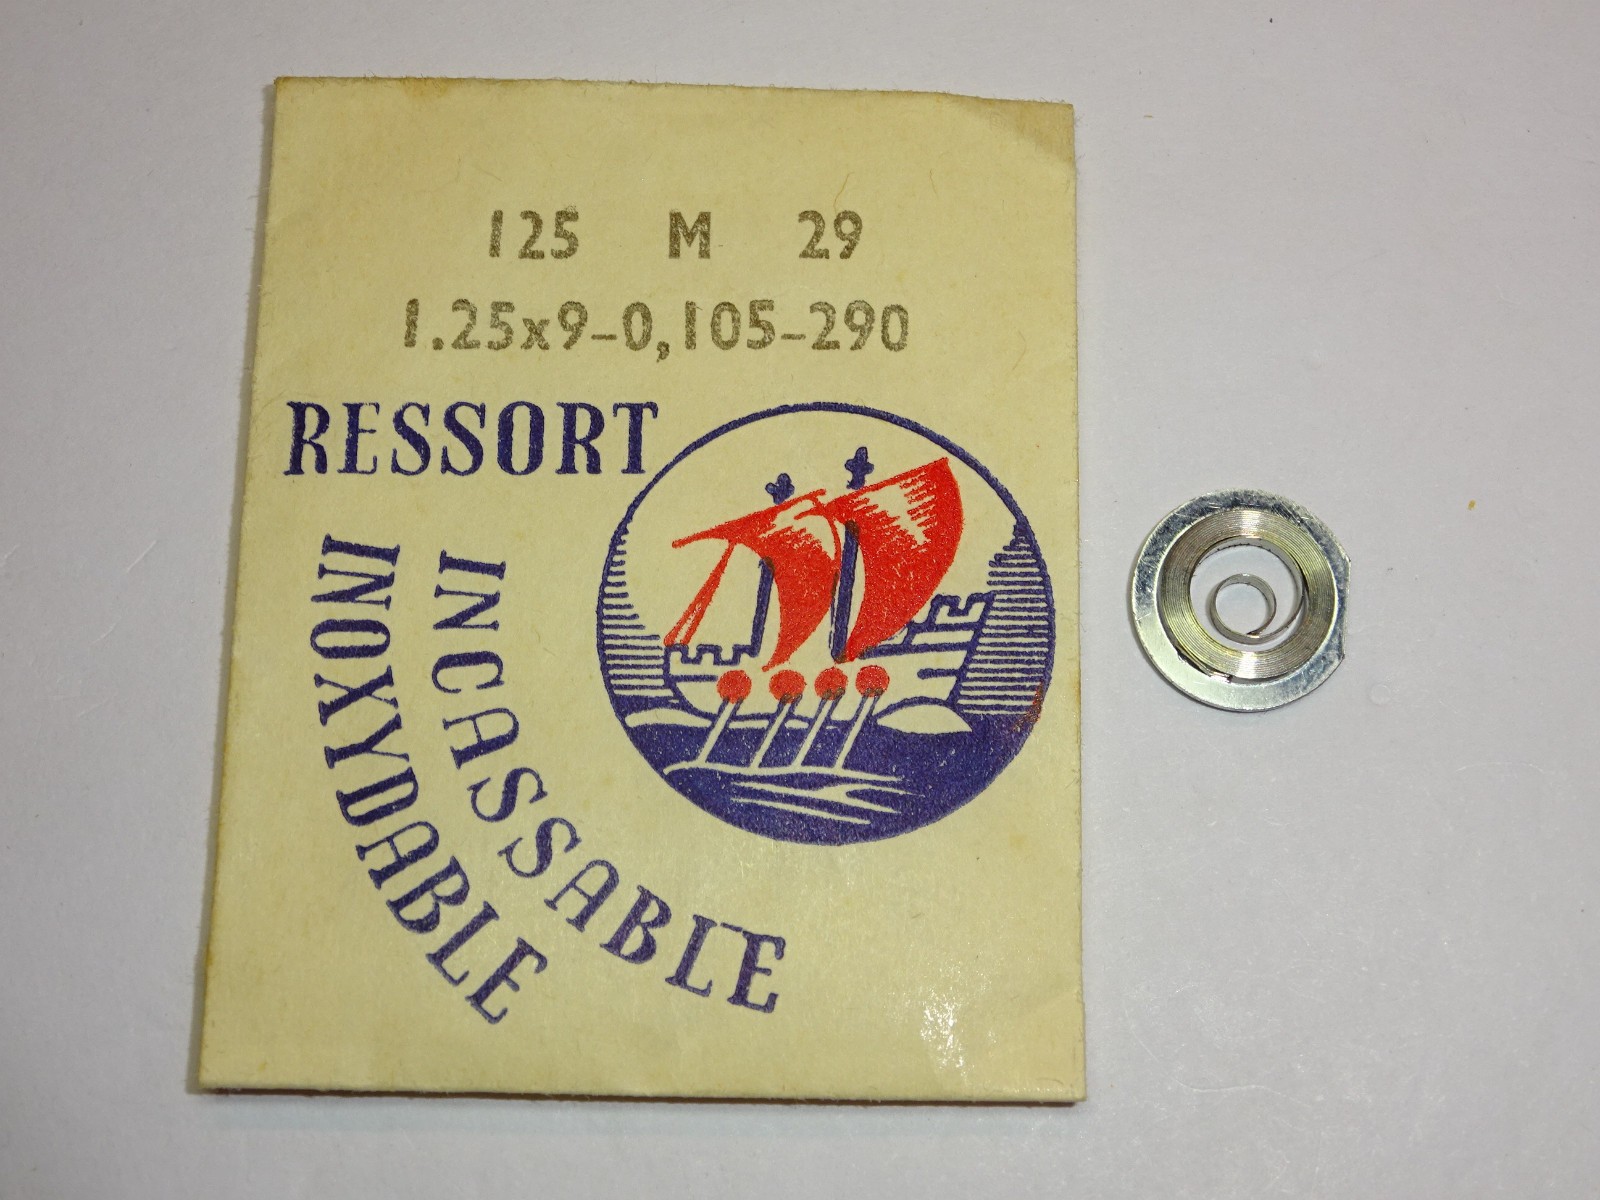 125 M 29
1.25x9-0,105-290
RESSORT
INCASSABLE
INOXYDABLE